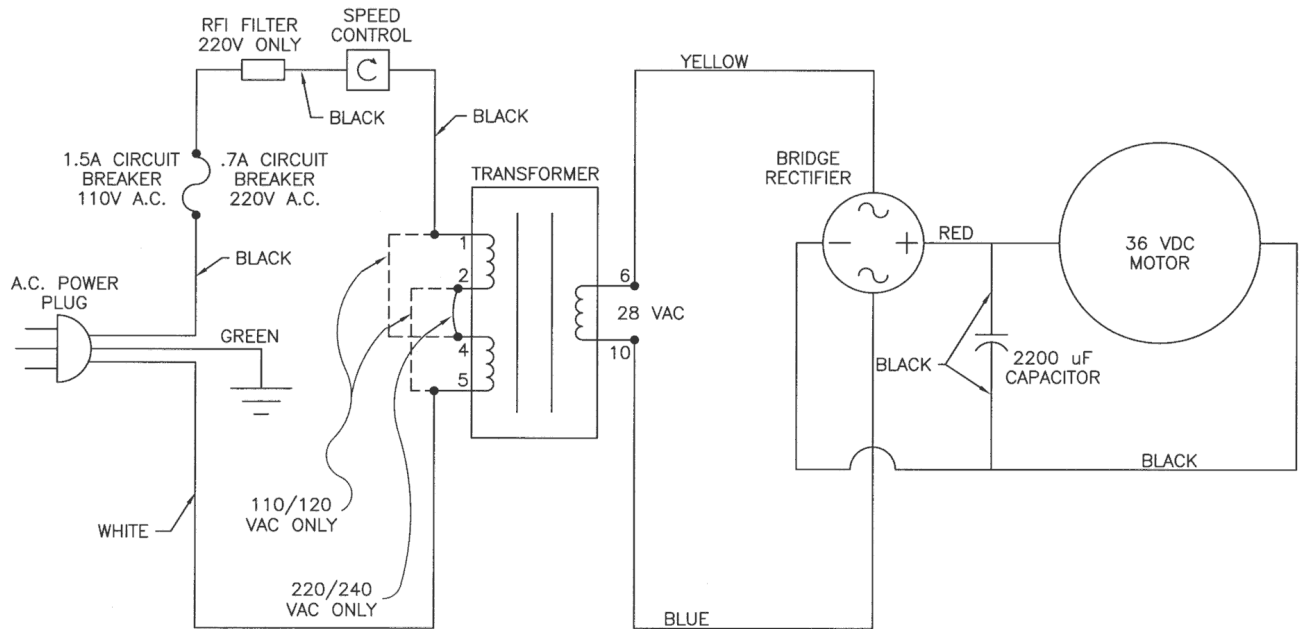 RFI FILTER
220V ONLY
SPEED
CONTROL
BLACK
BLACK
1.5A CIRCUIT
BREAKER
110V A.C.
.7A CIRCUIT
BREAKER
220V A.C.
BLACK
A.C. POWER
PLUG
GREEN
WHITE
TRANSFORMER
1
2
4
5
110/120
VAC ONLY
220/240
VAC ONLY
6
28 VAC
10
YELLOW
BLUE
BRIDGE
RECTIFIER
- +
RED
36 VDC
MOTOR
BLACK
2200 uF
CAPACITOR
BLACK